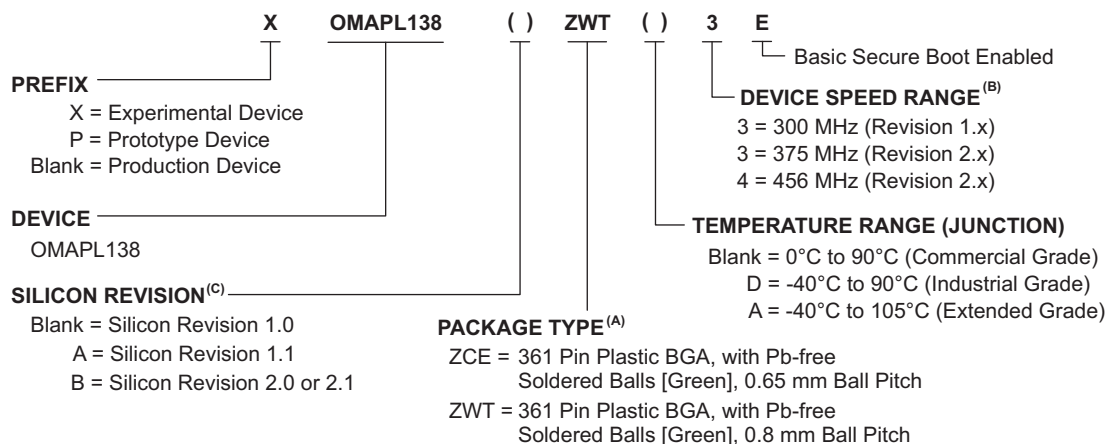 X OMAPL138 ( ) ZWT ( ) 3 E
Basic Secure Boot Enabled
PREFIX
X = Experimental Device
P = Prototype Device
Blank = Production Device
DEVICE SPEED RANGE(B)
3 = 300 MHz (Revision 1.x)
3 = 375 MHz (Revision 2.x)
4 = 456 MHz (Revision 2.x)
DEVICE
OMAPL138
TEMPERATURE RANGE (JUNCTION)
Blank = 0°C to 90°C (Commercial Grade)
D = -40°C to 90°C (Industrial Grade)
A = -40°C to 105°C (Extended Grade)
SILICON REVISION(C)
Blank = Silicon Revision 1.0
A = Silicon Revision 1.1
B = Silicon Revision 2.0 or 2.1
PACKAGE TYPE(A)
ZCE = 361 Pin Plastic BGA, with Pb-free
Soldered Balls [Green], 0.65 mm Ball Pitch
ZWT = 361 Pin Plastic BGA, with Pb-free
Soldered Balls [Green], 0.8 mm Ball Pitch